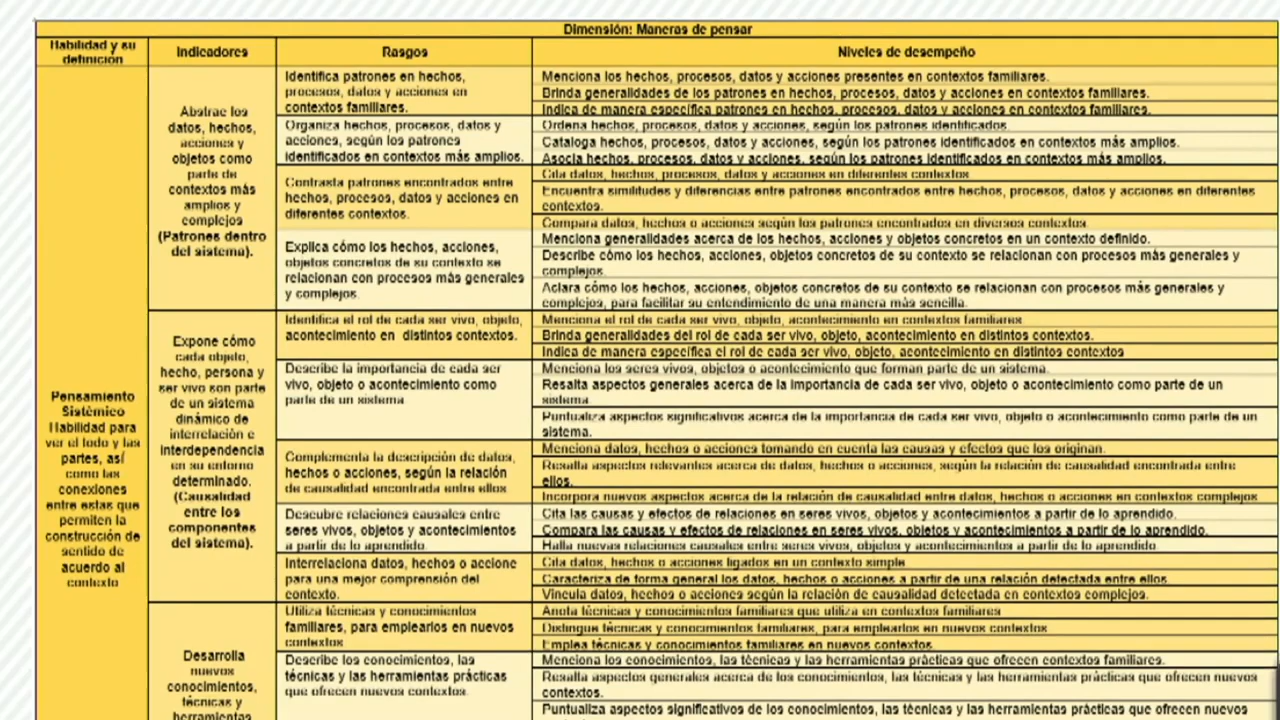 Dimensión: Maneras de pensar
Habilidad y su
definición
Indicadores
Rasgos
Niveles de desempeño
Pensamiento
Sistémico
Habilidad para
ver el todo y las
partes, así
como las
conexiones
entre estas que
permiten la
construcción de
sentido de
acuerdo al
contexto
Abstrae los
datos, hechos,
acciones y
objetos como
parte de
contextos más
amplios y
complejos
(Patrones dentro
del sistema).
Identifica patrones en hechos,
procesos, datos y acciones en
contextos familiares.
Menciona los hechos, procesos, datos y acciones presentes en contextos familiares.
Brinda generalidades de los patrones en hechos, procesos, datos y acciones en contextos familiares.
Indica de manera específica patrones en hechos, procesos, datos y acciones en contextos familiares.
Organiza hechos, procesos, datos y
acciones, según los patrones
identificados en contextos más amplios.
Ordena hechos, procesos, datos y acciones, según los patrones identificados.
Cataloga hechos, procesos, datos y acciones, según los patrones identificados en contextos más amplios.
Asocia hechos, procesos, datos y acciones, según los patrones identificados en contextos más amplios.
Contrasta patrones encontrados entre
hechos, procesos, datos y acciones en
diferentes contextos.
Cita datos, hechos, procesos, datos y acciones en diferentes contextos
Encuentra similitudes y diferencias entre patrones encontrados entre hechos, procesos, datos y acciones en diferentes
contextos.
Compara datos, hechos o acciones según los patrones encontrados en diversos contextos
Explica cómo los hechos, acciones,
objetos concretos de su contexto se
relacionan con procesos más generales
y complejos.
Menciona generalidades acerca de los hechos, acciones y objetos concretos en un contexto definido.
Describe cómo los hechos, acciones, objetos concretos de su contexto se relacionan con procesos más generales y
complejos.
Aclara cómo los hechos, acciones, objetos concretos de su contexto se relacionan con procesos más generales y
complejos, para facilitar su entendimiento de una manera más sencilla.
Expone cómo
cada objeto,
hecho, persona y
ser vivo son parte
de un sistema
dinámico de
interrelación e
interdependencia
en su entorno
determinado.
(Causalidad
entre los
componentes
del sistema).
Identifica el rol de cada ser vivo, objeto,
acontecimiento en distintos contextos.
Menciona el rol de cada ser vivo, objeto, acontecimiento en contextos familiares
Brinda generalidades del rol de cada ser vivo, objeto, acontecimiento en distintos contextos.
Indica de manera específica el rol de cada ser vivo, objeto, acontecimiento en distintos contextos
Describe la importancia de cada ser
vivo, objeto o acontecimiento como
parte de un sistema
Menciona los seres vivos, objetos o acontecimiento que forman parte de un sistema.
Resalta aspectos generales acerca de la importancia de cada ser vivo, objeto o acontecimiento como parte de un
sistema
Puntualiza aspectos significativos acerca de la importancia de cada ser vivo, objeto o acontecimiento como parte de un
sistema.
Complementa la descripción de datos,
hechos o acciones, según la relación
de causalidad encontrada entre ellos
Menciona datos, hechos o acciones tomando en cuenta las causas y efectos que los originan.
Resalta aspectos relevantes acerca de datos, hechos o acciones, según la relación de causalidad encontrada entre
ellos.
Incorpora nuevos aspectos acerca de la relación de causalidad entre datos, hechos o acciones en contextos complejos
Descubre relaciones causales entre
seres vivos, objetos y acontecimientos
a partir de lo aprendido.
Cita las causas y efectos de relaciones en seres vivos, objetos y acontecimientos a partir de lo aprendido.
Compara las causas y efectos de relaciones en seres vivos, objetos y acontecimientos a partir de lo aprendido.
Halla nuevas relaciones causales entre seres vivos, objetos y acontecimientos a partir de lo aprendido.
Interrelaciona datos, hechos o accione
para una mejor comprensión del
contexto.
Cita datos, hechos o acciones ligados en un contexto simple
Caracteriza de forma general los datos, hechos o acciones a partir de una relación detectada entre ellos
Vincula datos, hechos o acciones según la relación de causalidad detectada en contextos complejos.
Desarrolla
nuevos
conocimientos,
técnicas y
herramientas
Utiliza técnicas y conocimientos
familiares, para emplearlos en nuevos
contextos
Anota técnicas y conocimientos familiares que utiliza en contextos familiares
Distingue técnicas y conocimientos familiares, para emplearlos en nuevos contextos
Emplea técnicas y conocimientos familiares en nuevos contextos
Describe los conocimientos, las
técnicas y las herramientas prácticas
que ofrecen nuevos contextos.
Menciona los conocimientos, las técnicas y las herramientas prácticas que ofrecen contextos familiares.
Resalta aspectos generales acerca de los conocimientos, las técnicas y las herramientas prácticas que ofrecen nuevos
contextos.
Puntualiza aspectos significativos de los conocimientos, las técnicas y las herramientas prácticas que ofrecen nuevos